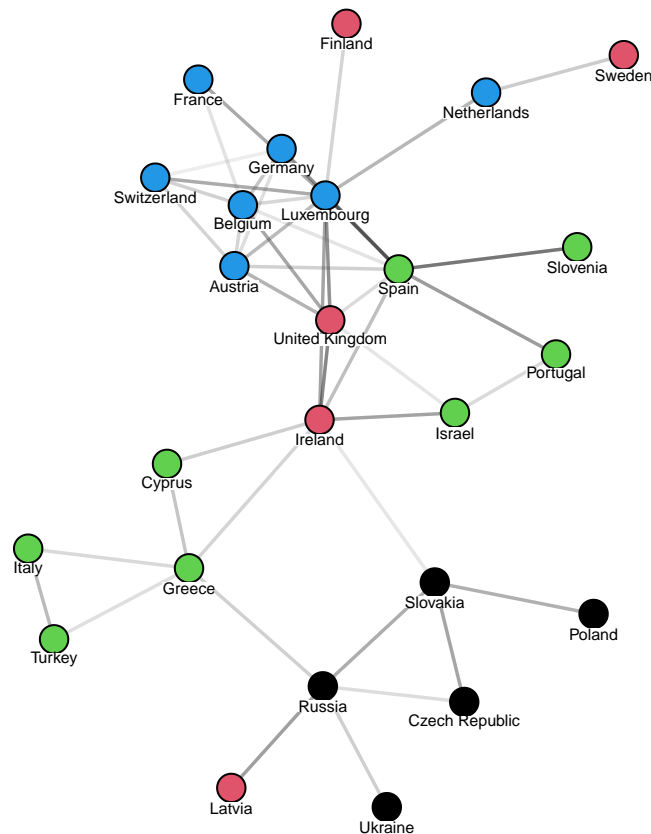 Finland
Sweden
France
Netherlands
Germany
Switzerland
Luxembourg
Belgium
Slovenia
Austria
Spain
United Kingdom
Portugal
Israel
Ireland
Cyprus
Italy
Greece
Slovakia
Poland
Turkey
Russia
Czech Republic
Latvia
Ukraine